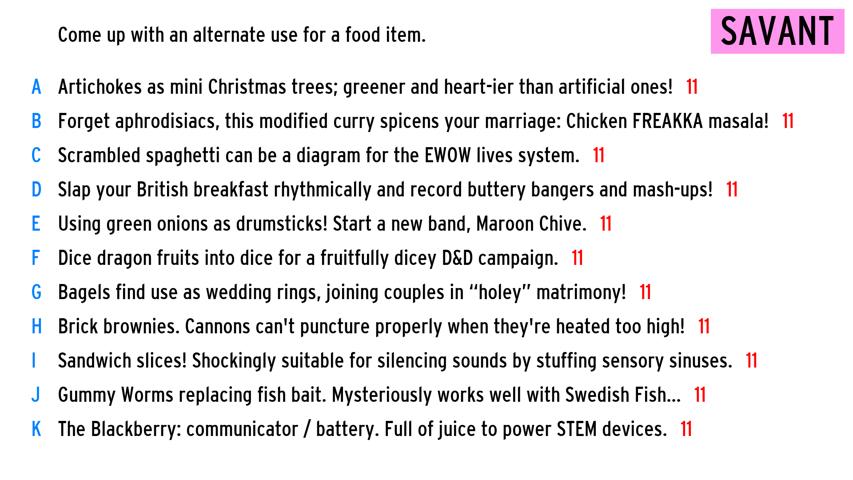 Come up with an alternate use for a food item.
SAVANT
A Artichokes as mini Christmas trees; greener and heart-ier than artificial ones! 11
B Forget aphrodisiacs, this modified curry spicens your marriage: Chicken FREAKKA masala! 11
C Scrambled spaghetti can be a diagram for the EWOW lives system. 11
D Slap your British breakfast rhythmically and record buttery bangers and mash-ups! 11
E Using green onions as drumsticks! Start a new band, Maroon Chive. 11
F Dice dragon fruits into dice for a fruitfully dicey D&D campaign. 11
G Bagels find use as wedding rings, joining couples in “holey” matrimony! 11
H Brick brownies. Cannons can't puncture properly when they're heated too high! 11
I Sandwich slices! Shockingly suitable for silencing sounds by stuffing sensory sinuses. 11
J Gummy Worms replacing fish bait. Mysteriously works well with Swedish Fish... 11
K The Blackberry: communicator / battery. Full of juice to power STEM devices. 11